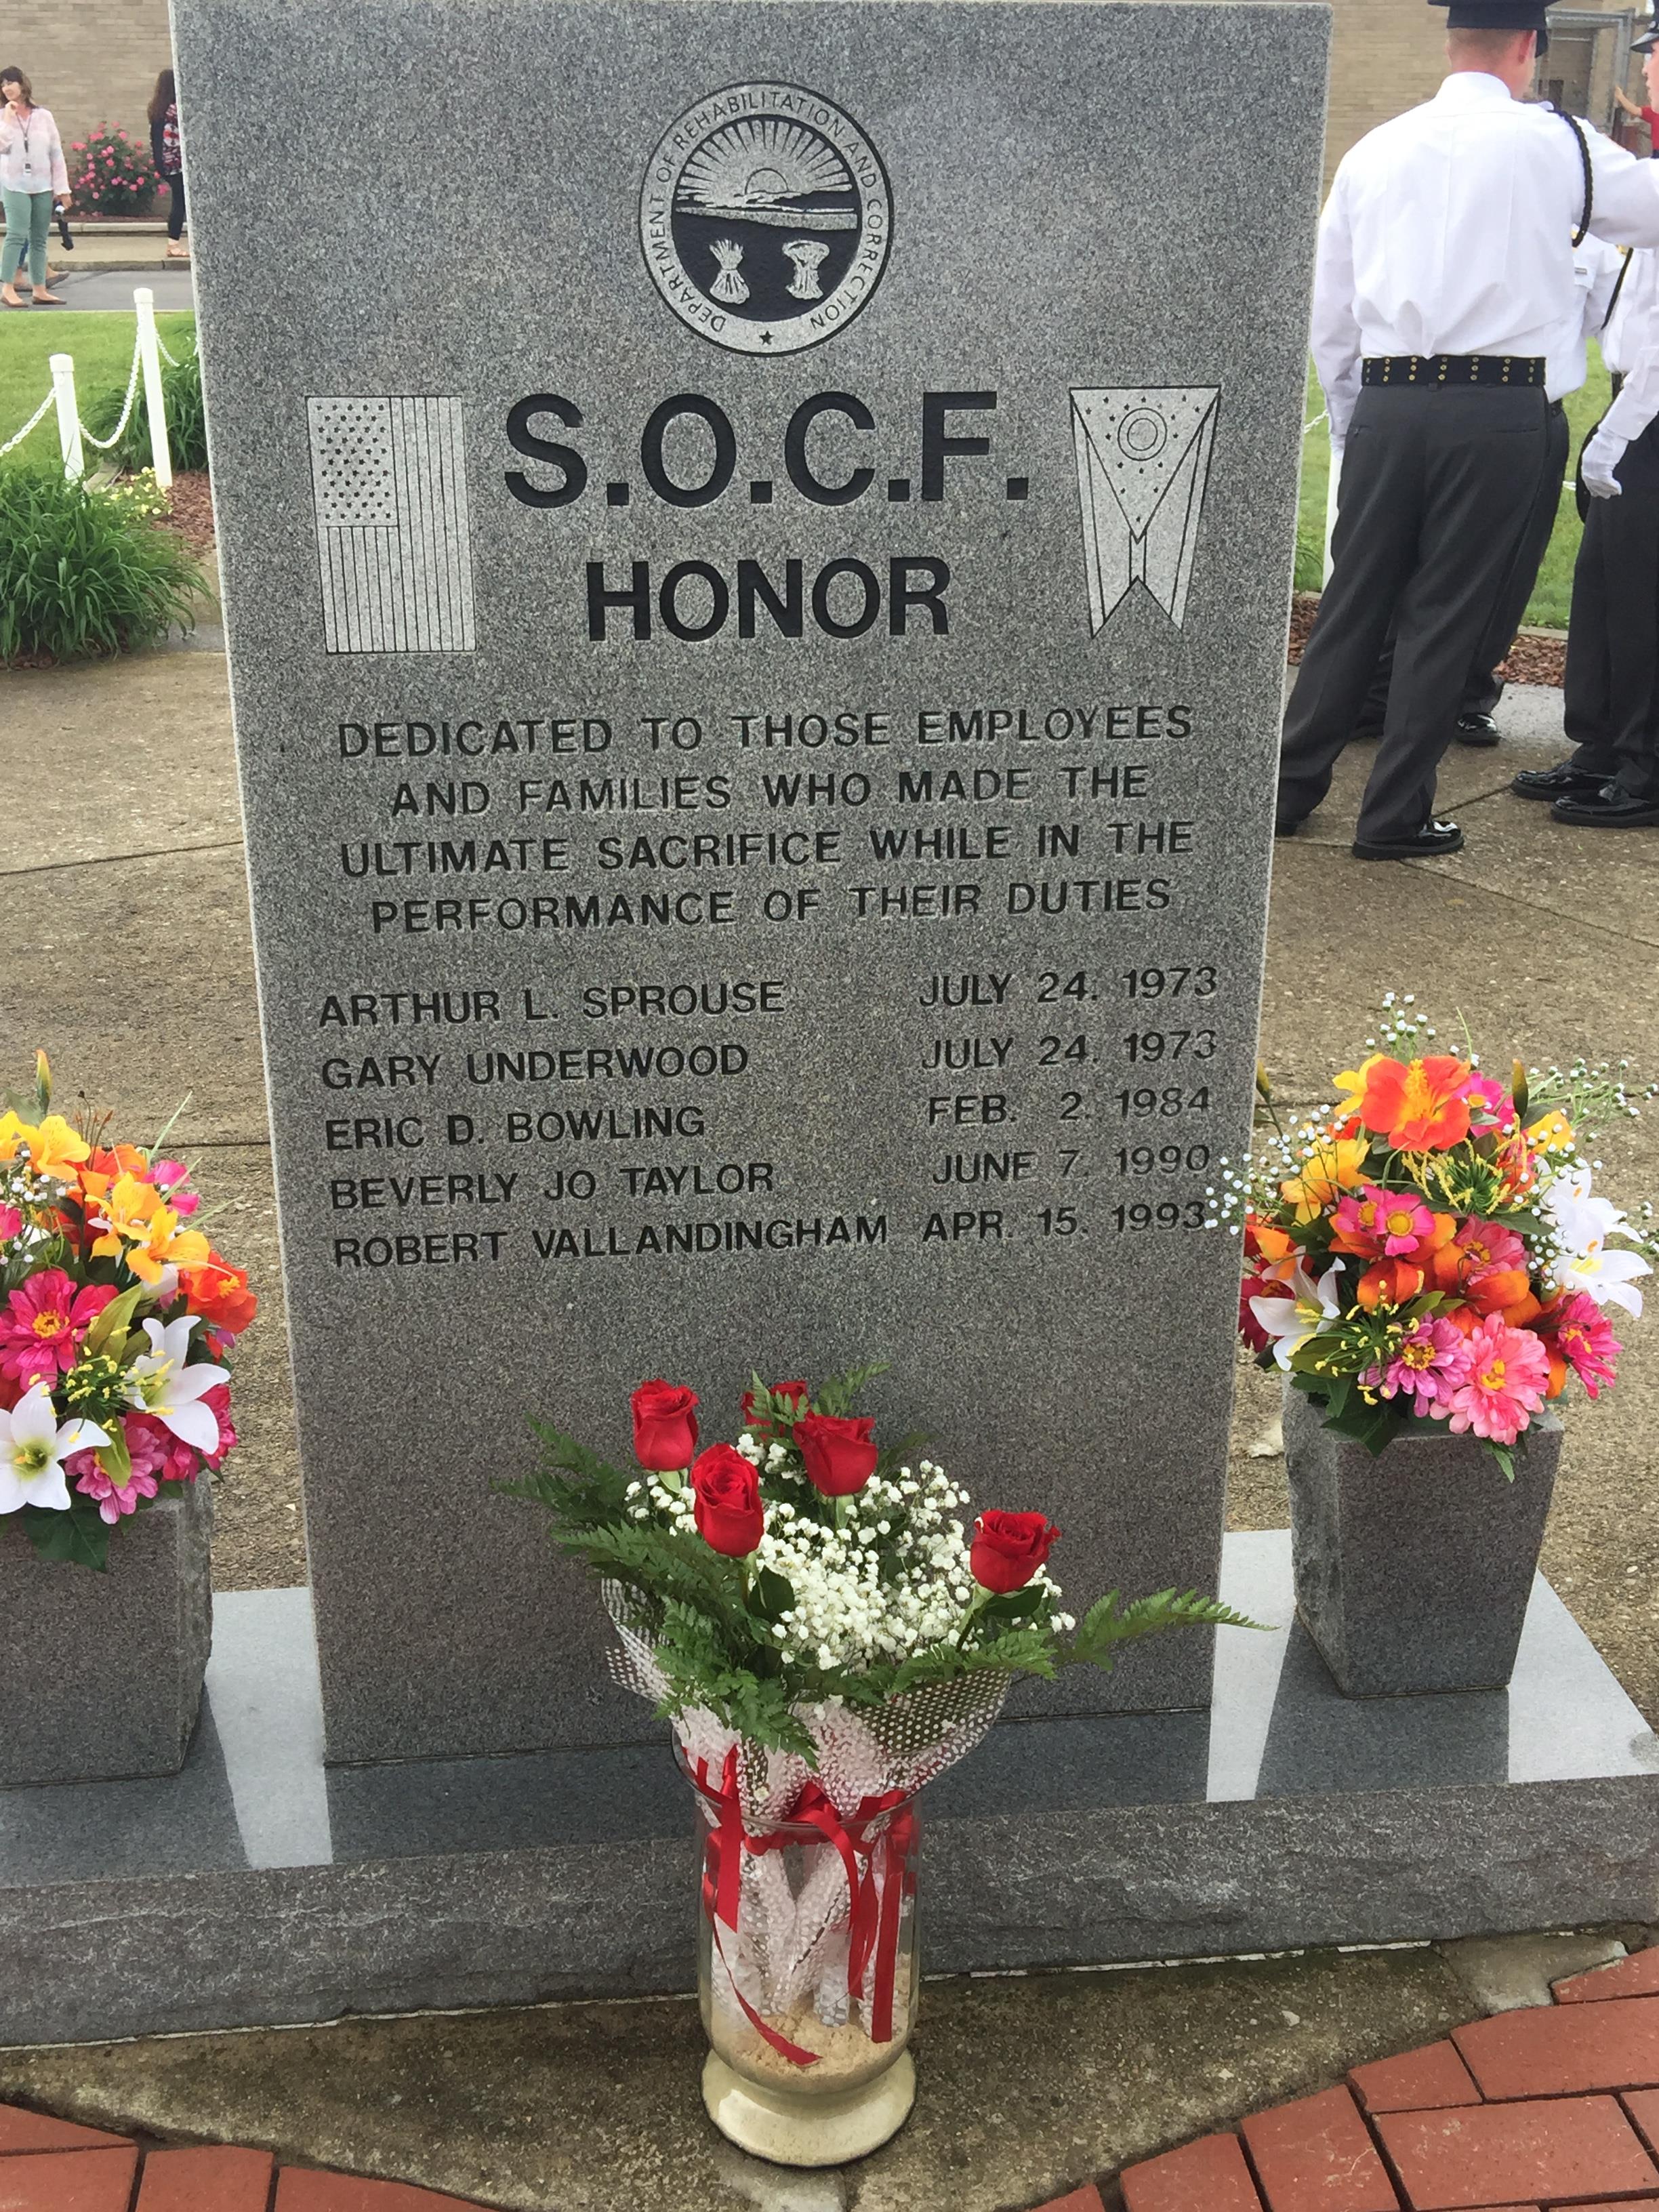 DEPARTMENT OF REHABILITATION AND CORRECTION
S.O.C.F.
HONOR
DEDICATED TO THOSE EMPLOYEES
AND FAMILIES WHO MADE THE
ULTIMATE SACRIFICE WHILE IN THE
PERFORMANCE OF THEIR DUTIES
ARTHUR L. SPROUSE JULY 24. 1973
GARY UNDERWOOD JULY 24. 1973
ERIC D. BOWLING FEB. 2. 1984
BEVERLY JO TAYLOR JUNE 7. 1990
ROBERT VALLANDINGHAM APR. 15. 1993